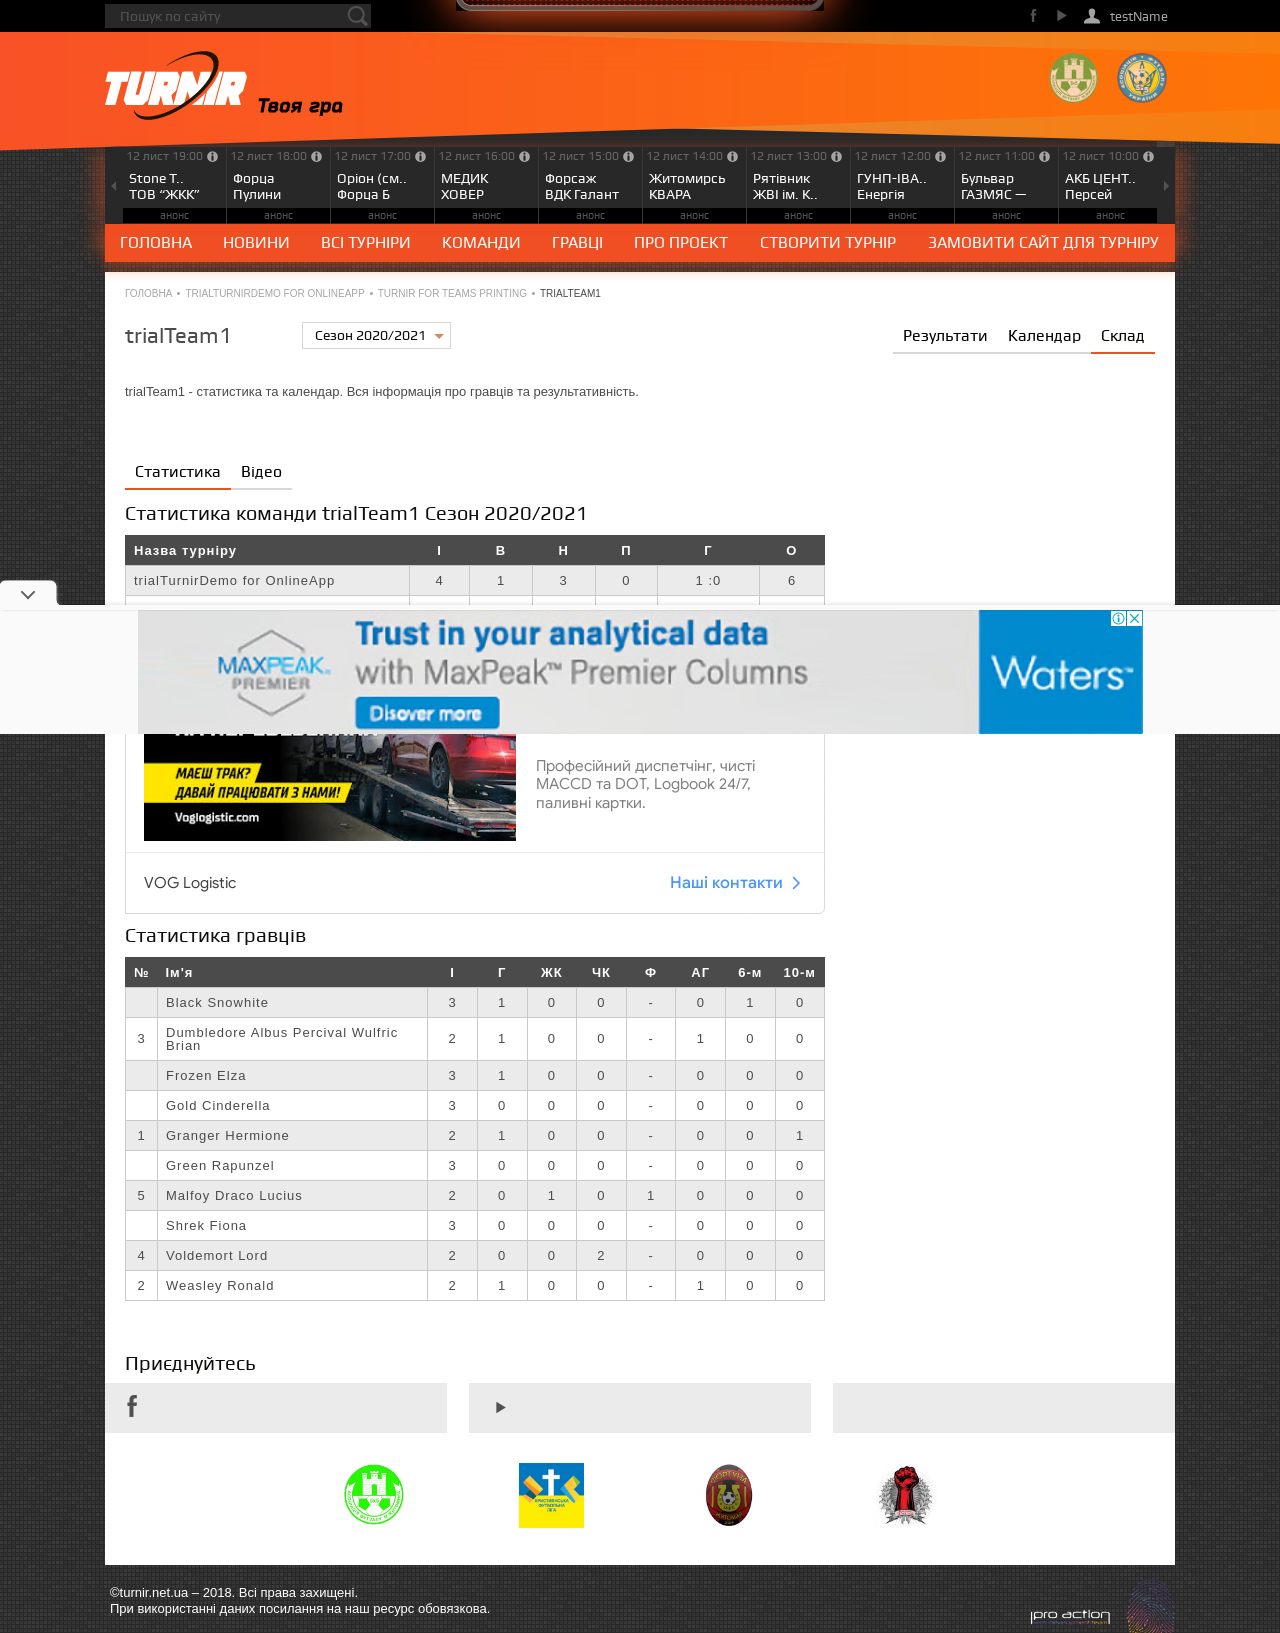 Пошук по сайту
testName
TURNIR
Твоя гра
12 лист 19:00 12 лист 18:00 12 лист 17:00 12 лист 16:00 12 лист 15:00 12 лист 14:00 12 лист 13:00 12 лист 12:00 12 лист 11:00 12 лист 10:00
Stone T.. Форца Оріон (см.. МЕДИК Форсаж Житомирсь Рятівник ГУНП-ІВА.. Бульвар АКБ ЦЕНТ..
ТОВ “ЖКК” Пулини Форца Б ХОВЕР ВДК Галант КВАРА ЖВІ ім. К.. Енергія ГАЗМЯС — Персей
анонс анонс анонс анонс анонс анонс анонс анонс анонс анонс
ГОЛОВНА НОВИНИ ВСІ ТУРНІРИ КОМАНДИ ГРАВЦІ ПРО ПРОЕКТ СТВОРИТИ ТУРНІР ЗАМОВИТИ САЙТ ДЛЯ ТУРНІРУ
ГОЛОВНА • TRIALTURNIRDEMO FOR ONLINEAPP • TURNIR FOR TEAMS PRINTING • TRIALTEAM1
trialTeam1 Сезон 2020/2021 Результати Календар Склад
trialTeam1 - статистика та календар. Вся інформація про гравців та результативність.
Статистика Відео
Статистика команди trialTeam1 Сезон 2020/2021
Назва турніру І В Н П Г О
trialTurnirDemo for OnlineApp 4 1 3 0 1 :0 6
Trust in your analytical data
with MaxPeak™ Premier Columns
MAXPEAK
PREMIER
Disover more
Waters™
МАЕШ ТРАК?
ДАВАЙ ПРАЦЮВАТИ З НАМИ!
Voglogistic.com
Професійний диспетчінг, чисті
MACCD та DOT, Logbook 24/7,
паливні картки.
VOG Logistic Наші контакти
Статистика гравців
№ Ім'я І Г ЖК ЧК Ф АГ 6-м 10-м
Black Snowhite 3 1 0 0 - 0 1 0
3 Dumbledore Albus Percival Wulfric Brian 2 1 0 0 - 1 0 0
Frozen Elza 3 1 0 0 - 0 0 0
Gold Cinderella 3 0 0 0 - 0 0 0
1 Granger Hermione 2 1 0 0 - 0 0 1
Green Rapunzel 3 0 0 0 - 0 0 0
5 Malfoy Draco Lucius 2 0 1 0 1 0 0 0
Shrek Fiona 3 0 0 0 - 0 0 0
4 Voldemort Lord 2 0 0 2 - 0 0 0
2 Weasley Ronald 2 1 0 0 - 1 0 0
Приєднуйтесь
©turnir.net.ua – 2018. Всі права захищені.
При використанні даних посилання на наш ресурс обовязкова.
pro action